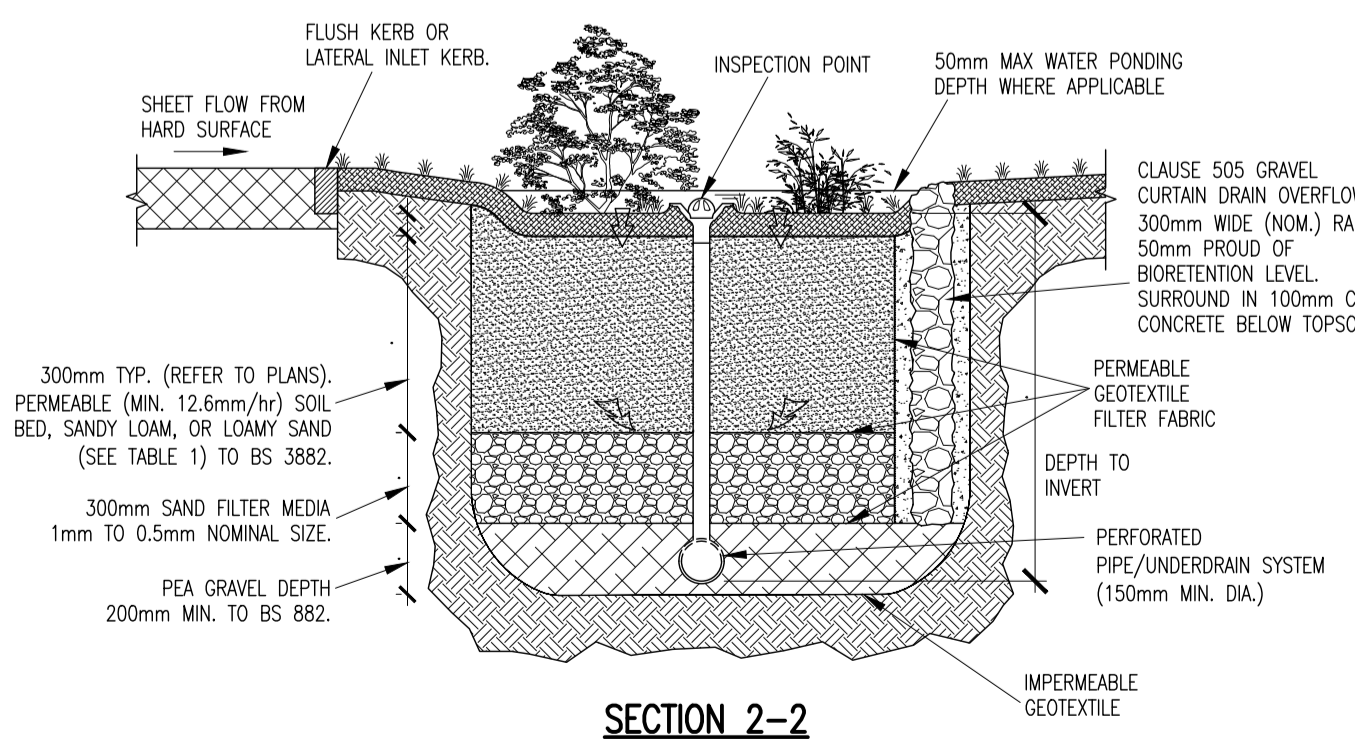 FLUSH KERB OR
LATERAL INLET KERB.
INSPECTION POINT
50mm MAX WATER PONDING
DEPTH WHERE APPLICABLE
SHEET FLOW FROM
HARD SURFACE
CLAUSE 505 GRAVEL
CURTAIN DRAIN OVERFLOW
300mm WIDE (NOM.)
50mm PROUD OF
BIORETENTION LEVEL.
SURROUND IN 100mm
CONCRETE BELOW
300mm TYP. (REFER TO PLANS).
PERMEABLE (MIN. 12.6mm/hr) SOIL
BED, SANDY LOAM, OR LOAMY SAND
(SEE TABLE 1) TO BS 3882.
PERMEABLE
GEOTEXTILE
FILTER FABRIC
DEPTH TO
INVERT
300mm SAND FILTER MEDIA
1mm TO 0.5mm NOMINAL SIZE.
PERFORATED
PIPE/UNDERDRAIN SYSTEM
(150mm MIN. DIA.)
PEA GRAVEL DEPTH
200mm MIN. TO BS 882.
IMPERMEABLE
GEOTEXTILE
SECTION 2-2